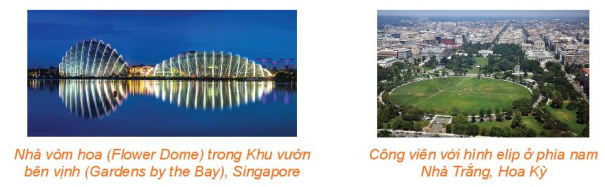 Nhà vòm hoa (Flower Dome) trong Khu vườn
bên vịnh (Gardens by the Bay), Singapore
Công viên với hình elip ở phía nam
Nhà Trắng, Hoa Kỳ